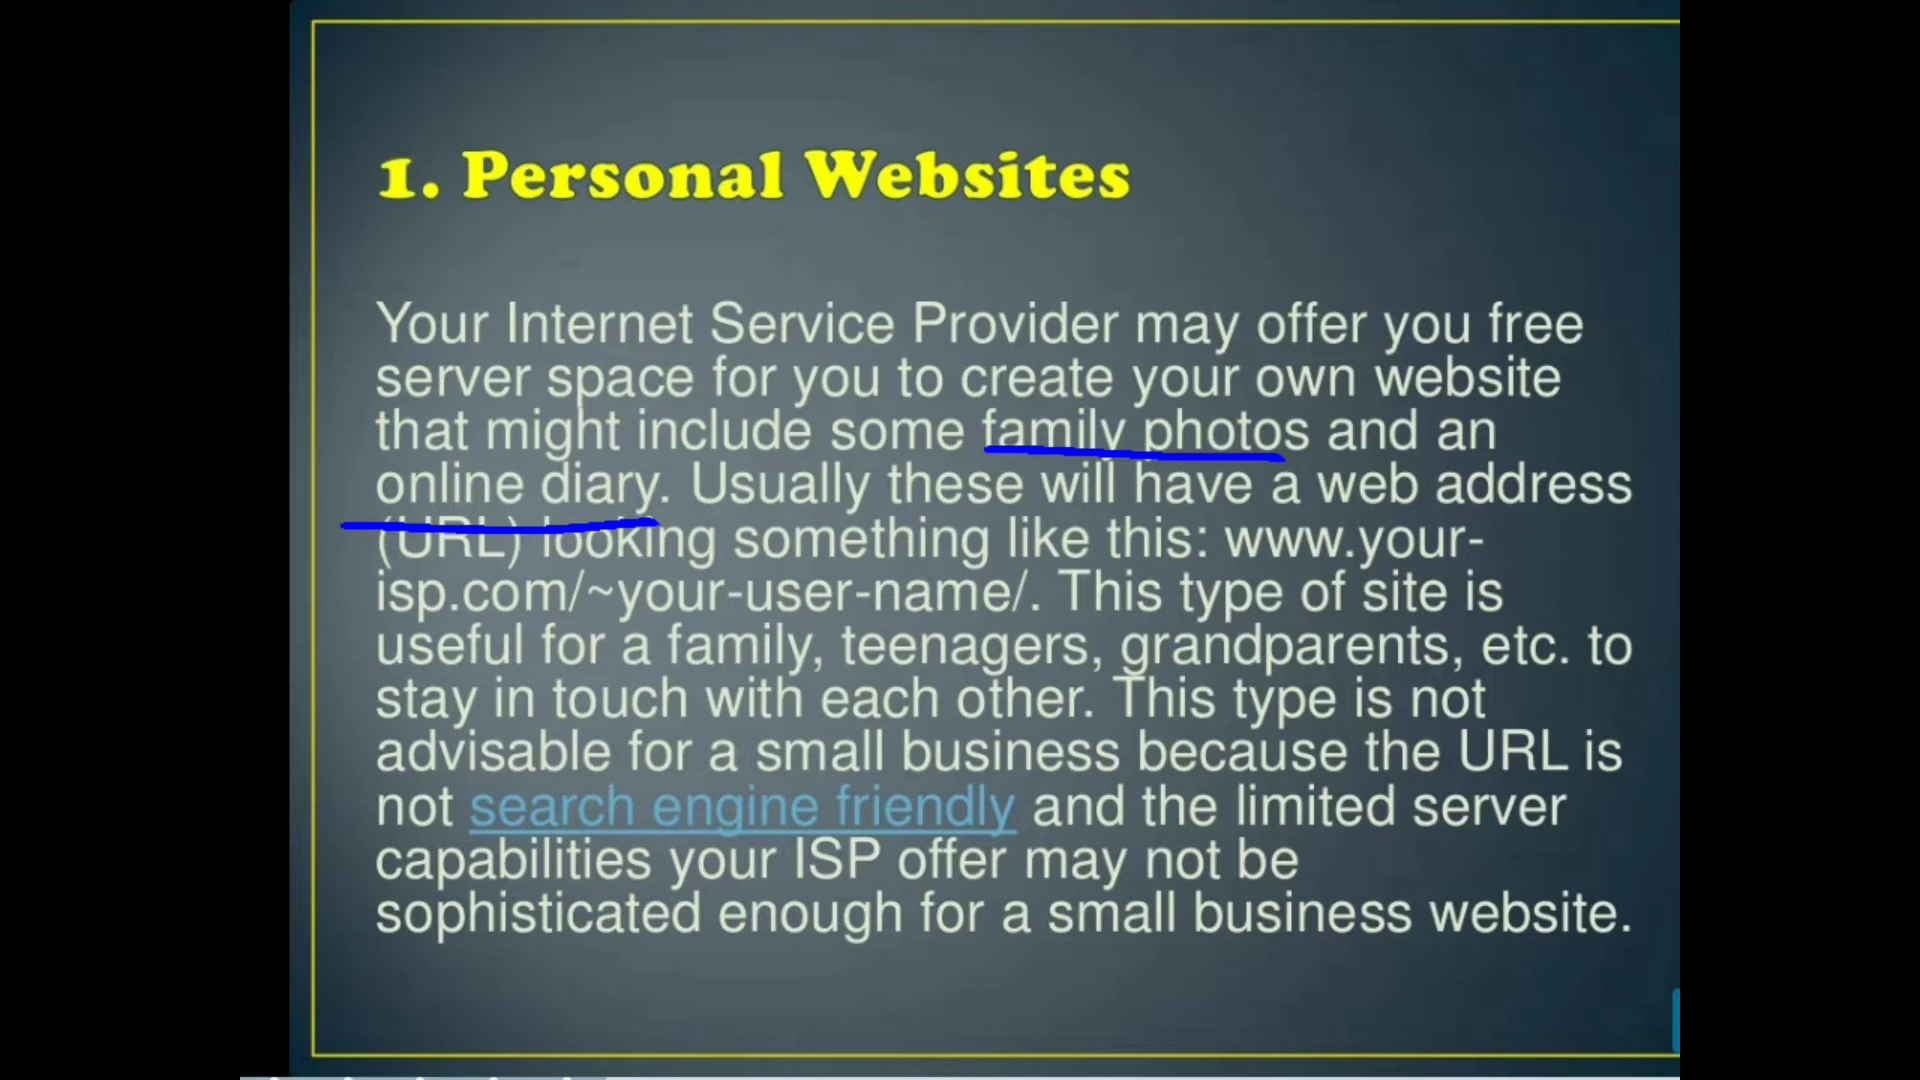 1. Personal Websites
Your Internet Service Provider may offer you free
server space for you to create your own website
that might include some family photos and an
online diary. Usually these will have a web address
(URL) looking something like this: www.your-
isp.com/~your-user-name/. This type of site is
useful for a family, teenagers, grandparents, etc. to
stay in touch with each other. This type is not
advisable for a small business because the URL is
not search engine friendly and the limited server
capabilities your ISP offer may not be
sophisticated enough for a small business website.